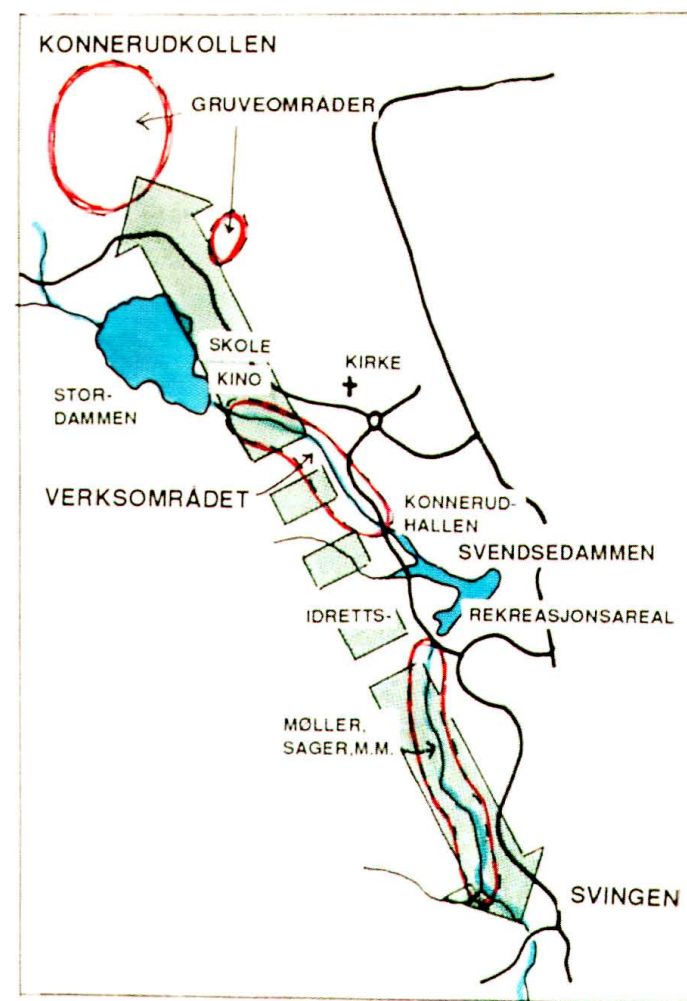 KONNERUDKOLLEN
GRUVEOMRÅDER
SKOLE
KINO
KIRKE
STOR-
DAMMEN
VERKSOMRÅDET
KONNERUD-
HALLEN
SVENDSEDAMMEN
IDRETTS-
REKREASJONSAREAL
MØLLER,
SAGER,M.M.
SVINGEN